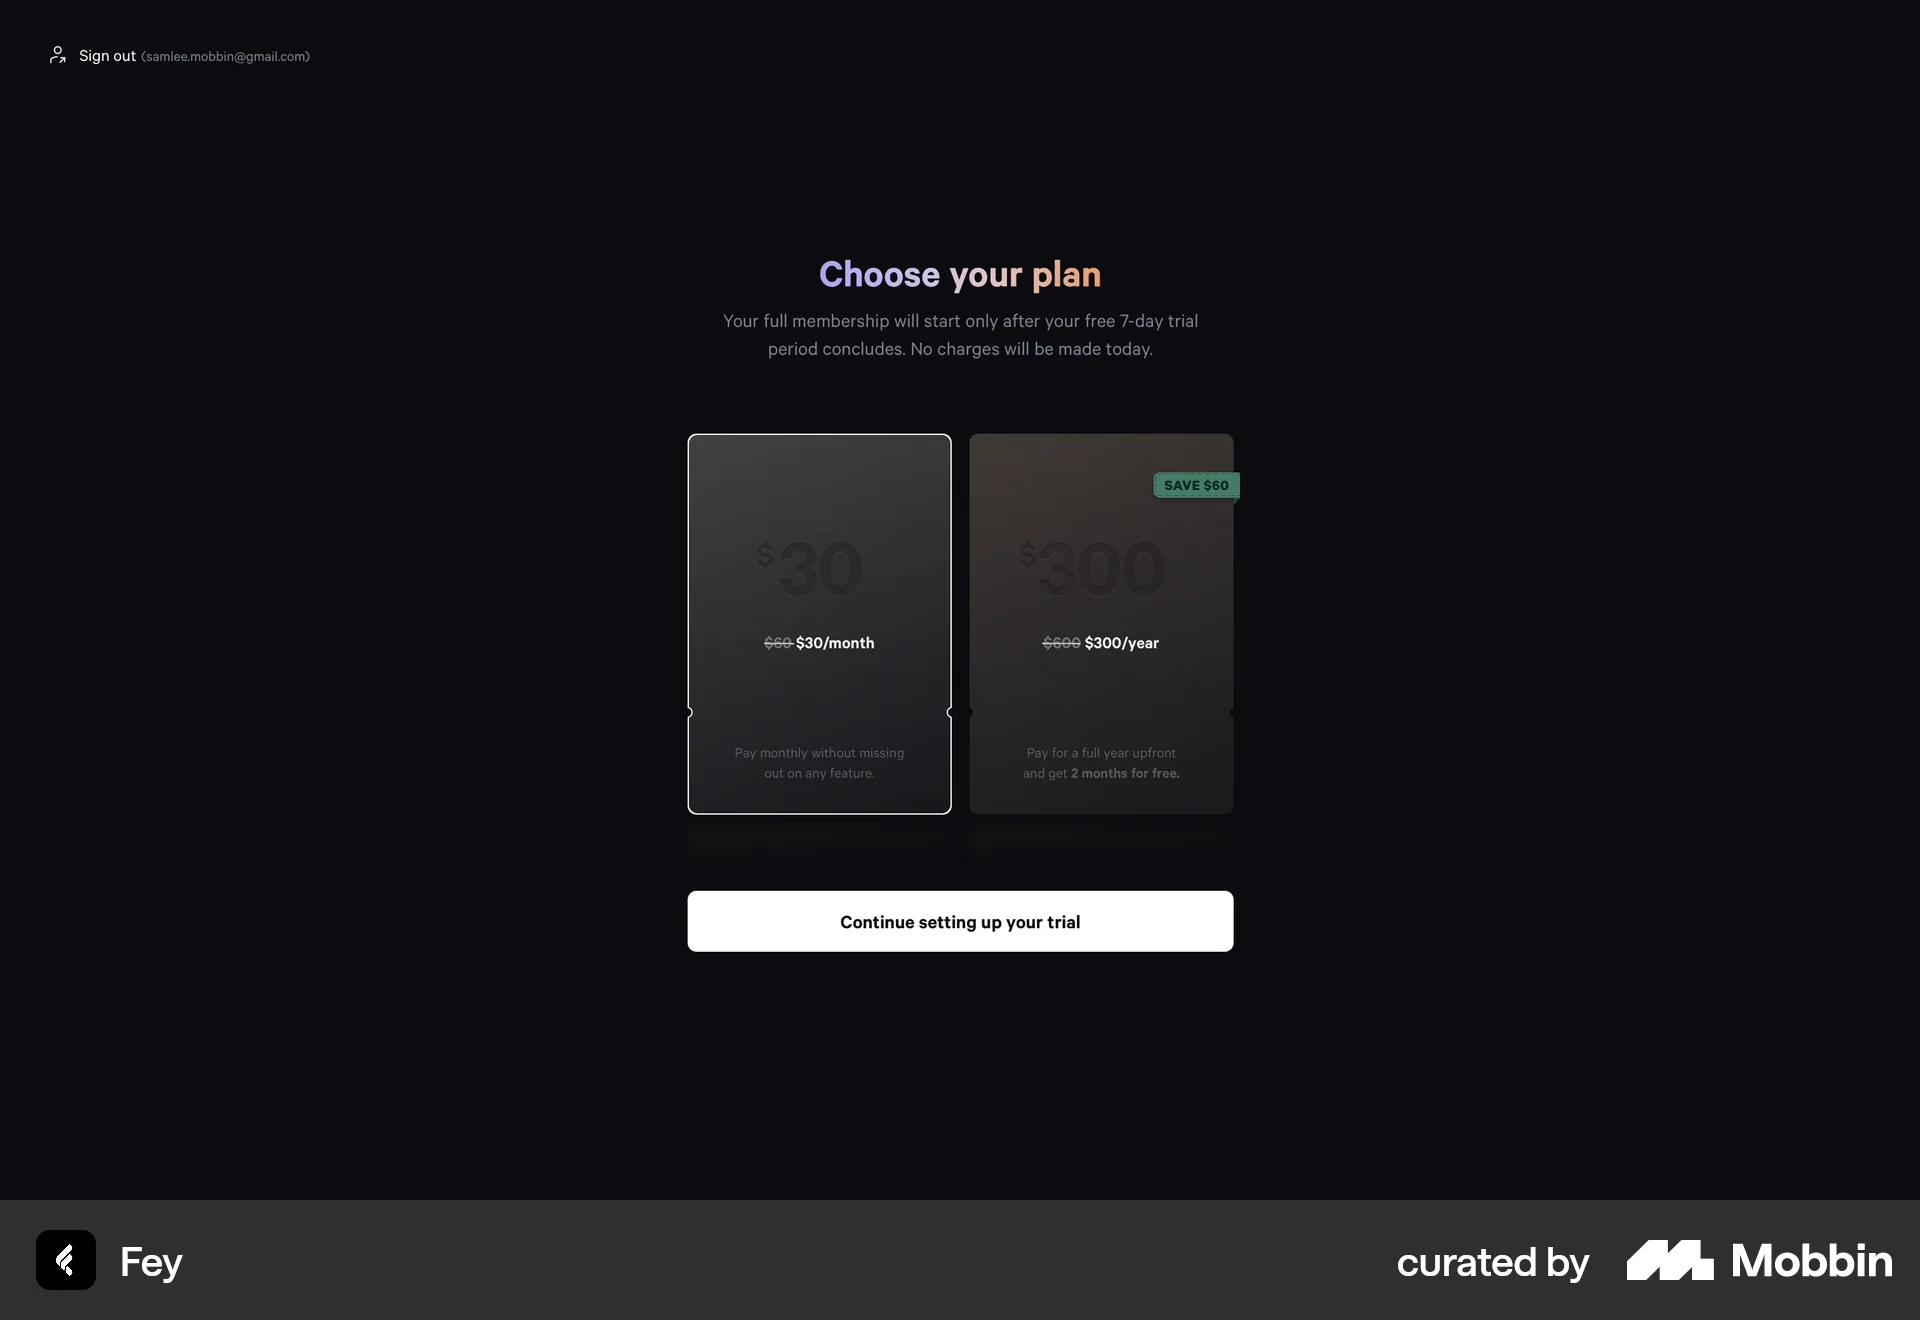 Sign out (samlee.mobbin@gmail.com)
Choose your plan
Your full membership will start only after your free 7-day trial
period concludes. No charges will be made today.
$30
$60 $30/month
Pay monthly without missing
out on any feature.
SAVE $60
$300
$600 $300/year
Pay for a full year upfront
and get 2 months for free.
Continue setting up your trial
Fey
curated by Mobbin